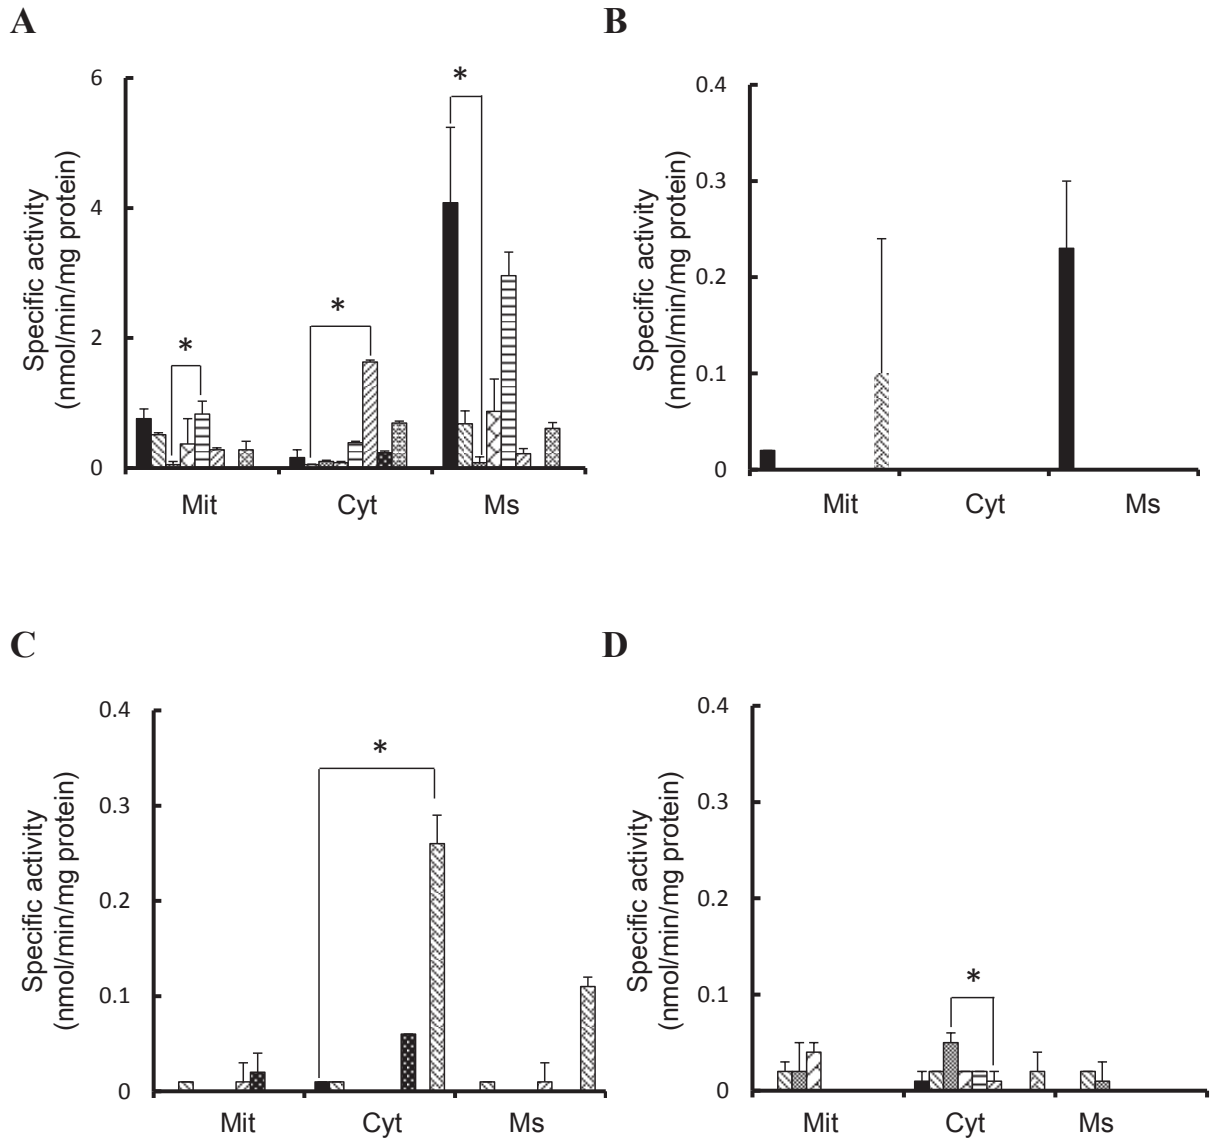 A
B
Specific activity
(nmol/min/mg protein)
6
4
2
0
*
*
*
Mit
Cyt
Ms
Specific activity
(nmol/min/mg protein)
0.4
0.3
0.2
0.1
0
Mit
Cyt
Ms
C
D
Specific activity
(nmol/min/mg protein)
0.4
0.3
0.2
0.1
0
*
Mit
Cyt
Ms
Specific activity
(nmol/min/mg protein)
0.4
0.3
0.2
0.1
0
*
Mit
Cyt
Ms